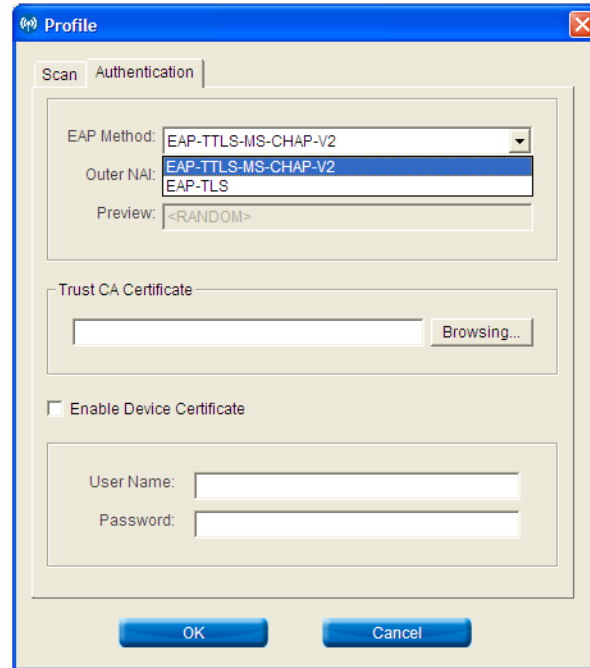 Profile
Scan
Authentication
EAP Method:
EAP-TTLS-MS-CHAP-V2
EAP-TTLS-MS-CHAP-V2
Outer NAI:
EAP-TLS
Preview:
<RANDOM>
Trust CA Certificate
Browsing...
Enable Device Certificate
User Name:
Password:
OK
Cancel